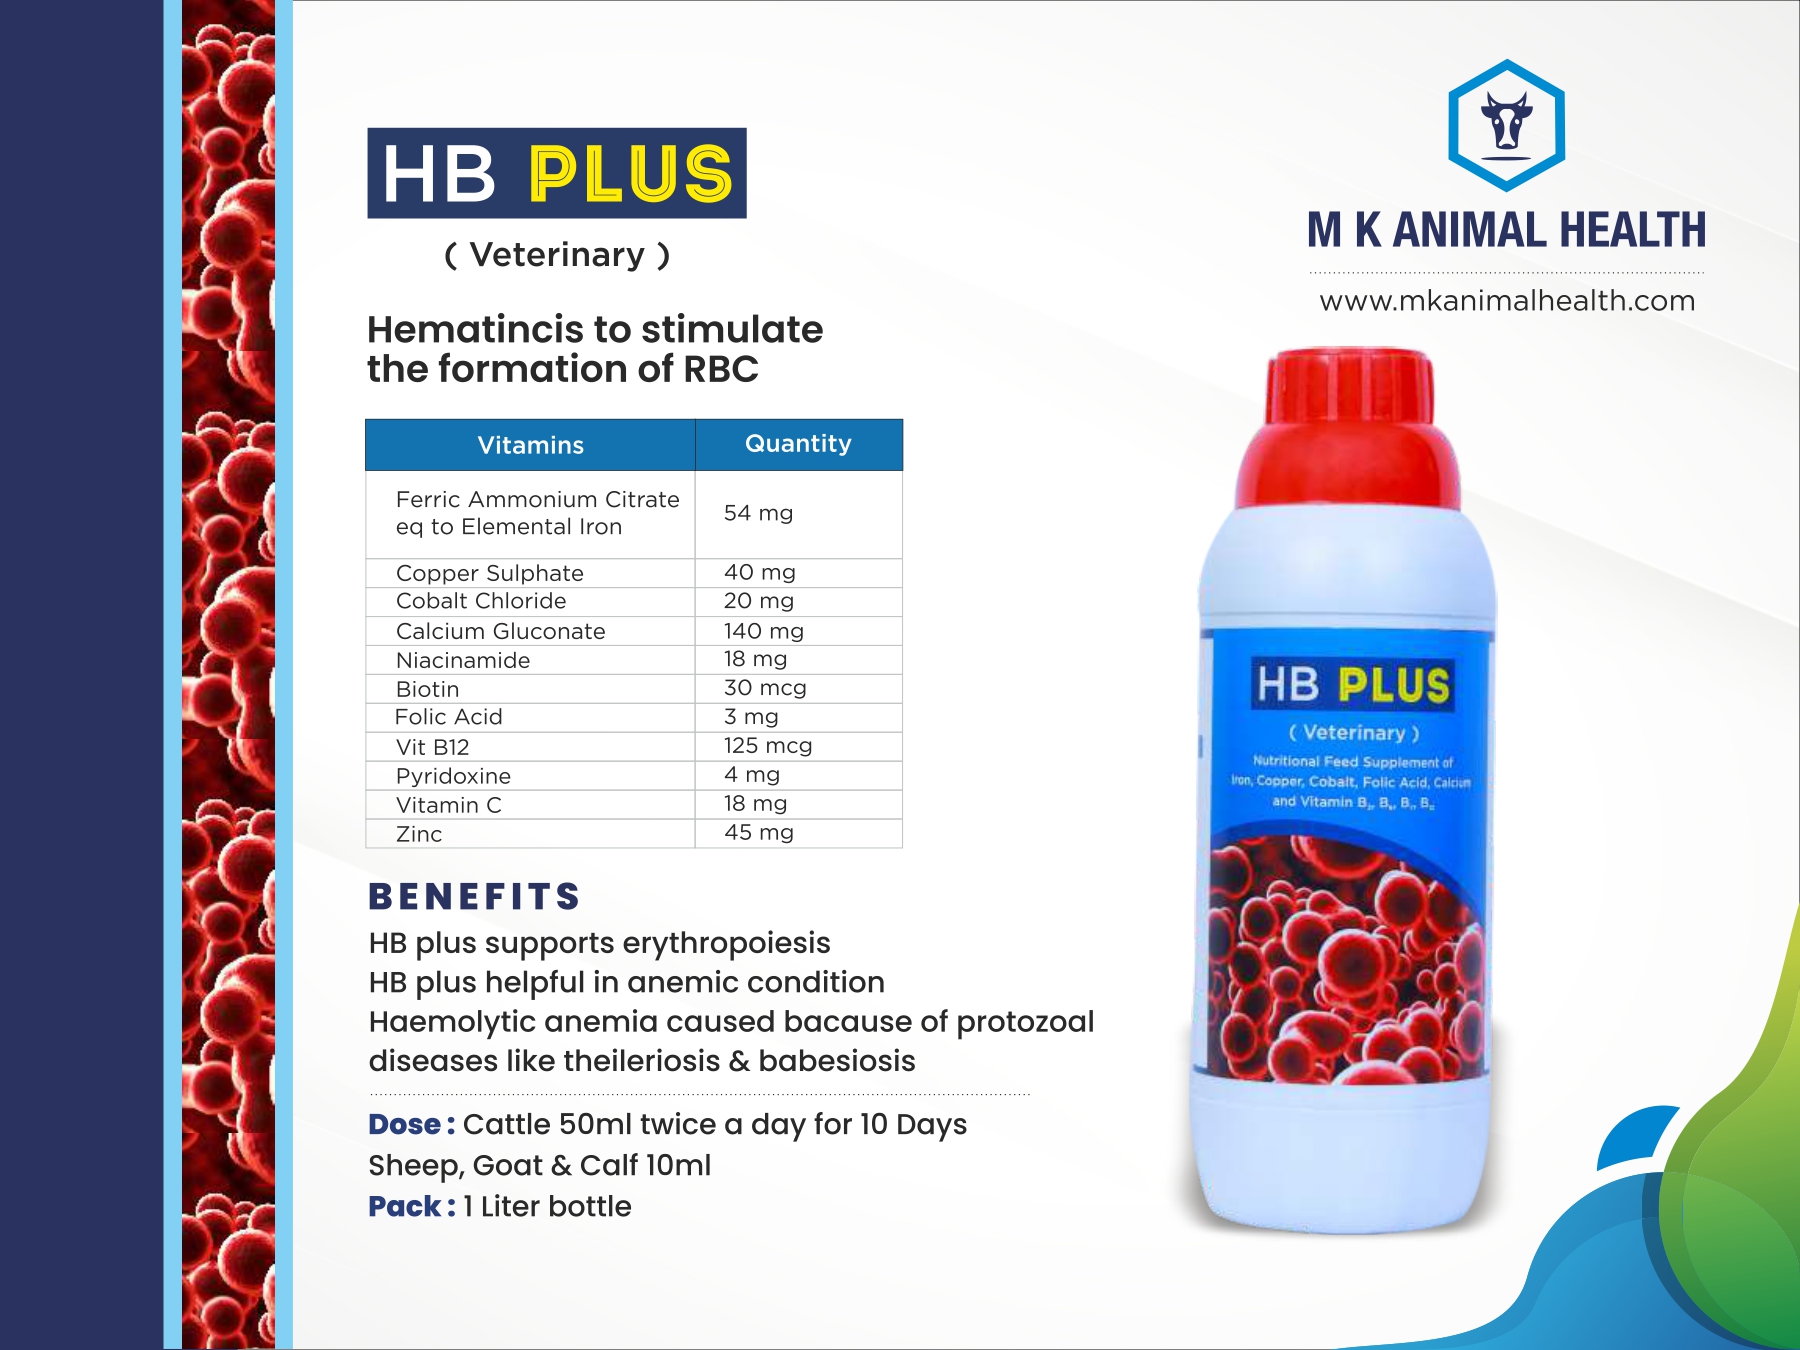 HB PLUS
( Veterinary )
Hematincis to stimulate
the formation of RBC
Vitamins Quantity
Ferric Ammonium Citrate
eq to Elemental Iron 54 mg
Copper Sulphate 40 mg
Cobalt Chloride 20 mg
Calcium Gluconate 140 mg
Niacinamide 18 mg
Biotin 30 mcg
Folic Acid 3 mg
Vit B12 125 mcg
Pyridoxine 4 mg
Vitamin C 18 mg
Zinc 45 mg
BENEFITS
HB plus supports erythropoiesis
HB plus helpful in anemic condition
Haemolytic anemia caused bacause of protozoal
diseases like theileriosis & babesiosis
Dose : Cattle 50ml twice a day for 10 Days
Sheep, Goat & Calf 10ml
Pack : 1 Liter bottle
M K ANIMAL HEALTH
www.mkanimalhealth.com
HB PLUS
( Veterinary )
Nutritional Feed Supplement of
Iron, Copper, Cobalt, Folic Acid, Calcium
and Vitamin